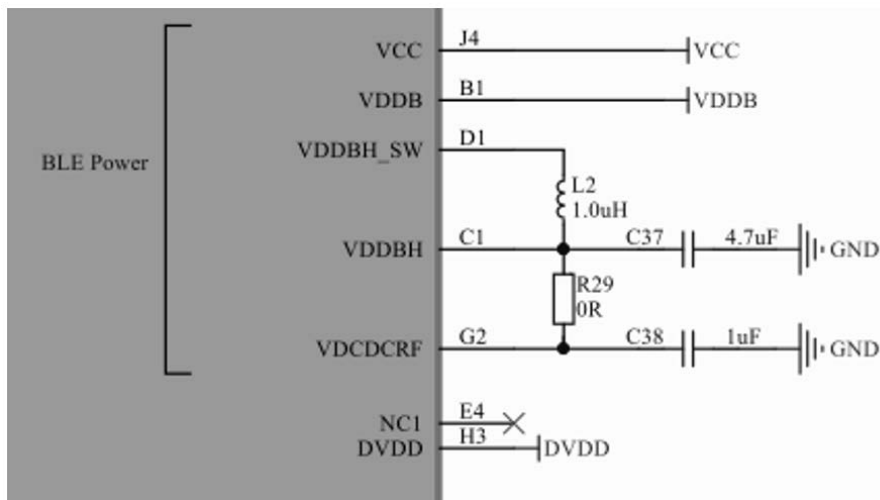 VCC J4 VCC
VDDB B1 VDDB
VDDBH_SW D1
BLE Power
L2
1.0uH
VDDBH C1 C37 4.7uF GND
R29
0R
VDCDCRF G2 C38 1uF GND
NC1 E4
DVDD H3 DVDD